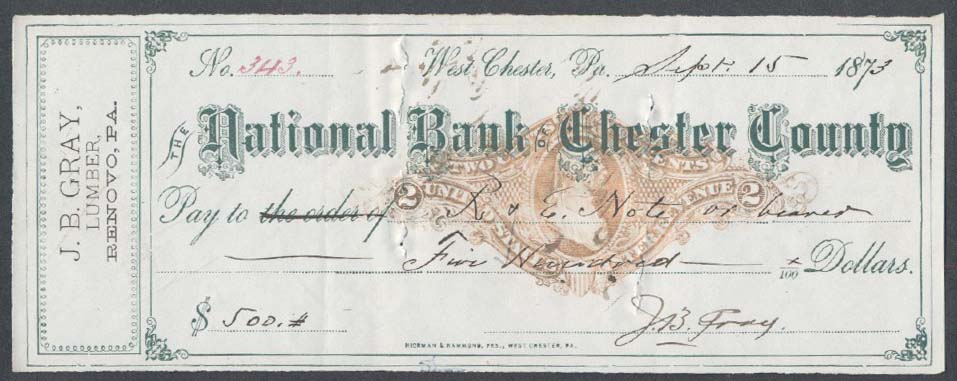 J. B. GRAY,
LUMBER,
RENOVO, PA.
No. 343. West Chester, Pa. Sept. 15 1873
THE National Bank OF Chester County
TWO CENTS
2 UNITED STATES INTER. REVENUE 2
Pay to the order of R & E. Note or bearer
Five Hundred x/100 Dollars.
$ 500.#
J.B. Gray.
HICKMAN & HAMMOND, PRS., WEST CHESTER, PA.